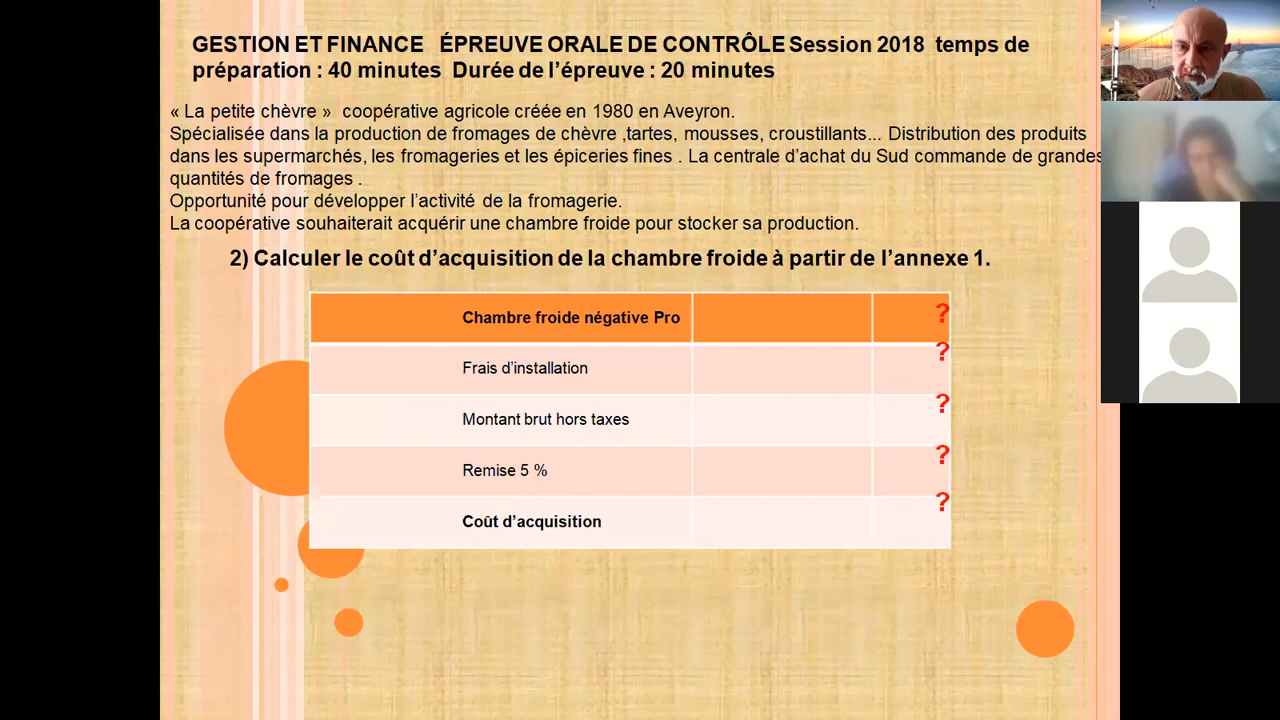 GESTION ET FINANCE ÉPREUVE ORALE DE CONTRÔLE Session 2018 temps de
préparation : 40 minutes Durée de l’épreuve : 20 minutes
« La petite chèvre » coopérative agricole créée en 1980 en Aveyron.
Spécialisée dans la production de fromages de chèvre ,tartes, mousses, croustillants... Distribution des produits
dans les supermarchés, les fromageries et les épiceries fines . La centrale d’achat du Sud commande de grandes
quantités de fromages .
Opportunité pour développer l’activité de la fromagerie.
La coopérative souhaiterait acquérir une chambre froide pour stocker sa production.
2) Calculer le coût d’acquisition de la chambre froide à partir de l’annexe 1.
Chambre froide négative Pro ?
Frais d’installation ?
Montant brut hors taxes ?
Remise 5 % ?
Coût d’acquisition ?